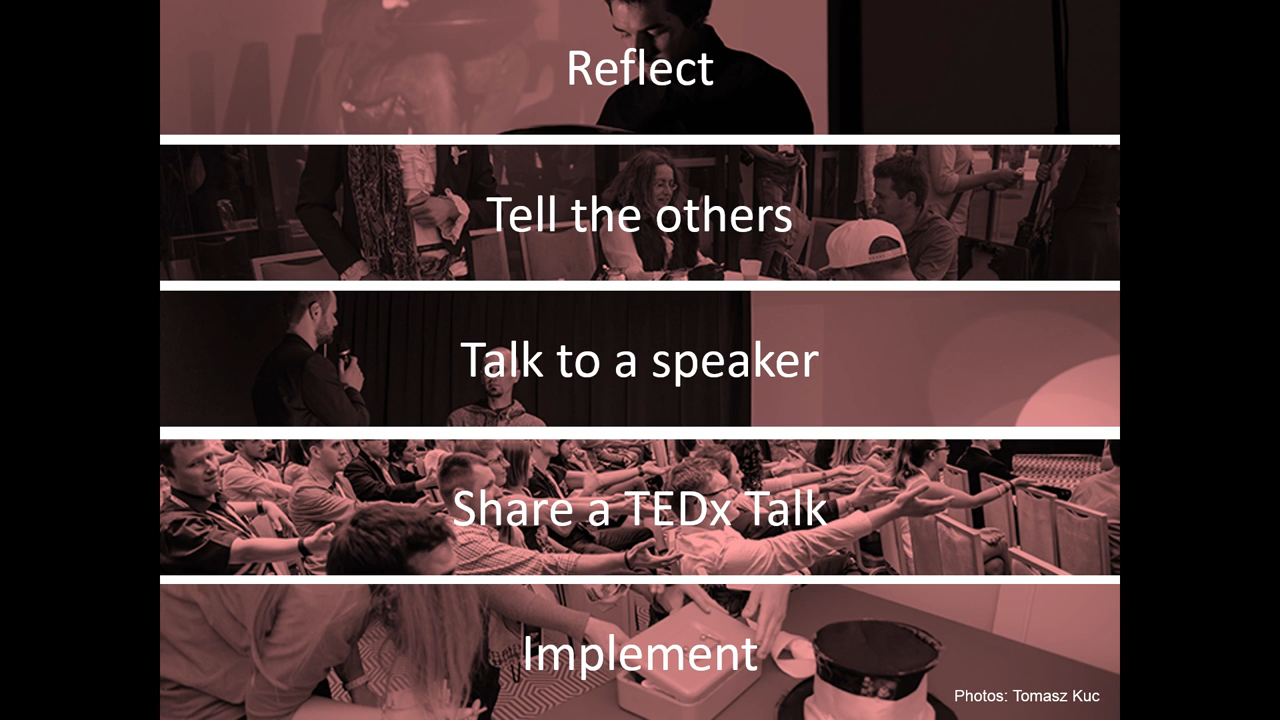 Reflect
Tell the others
Talk to a speaker
Share a TEDx Talk
Implement
Photos: Tomasz Kuc